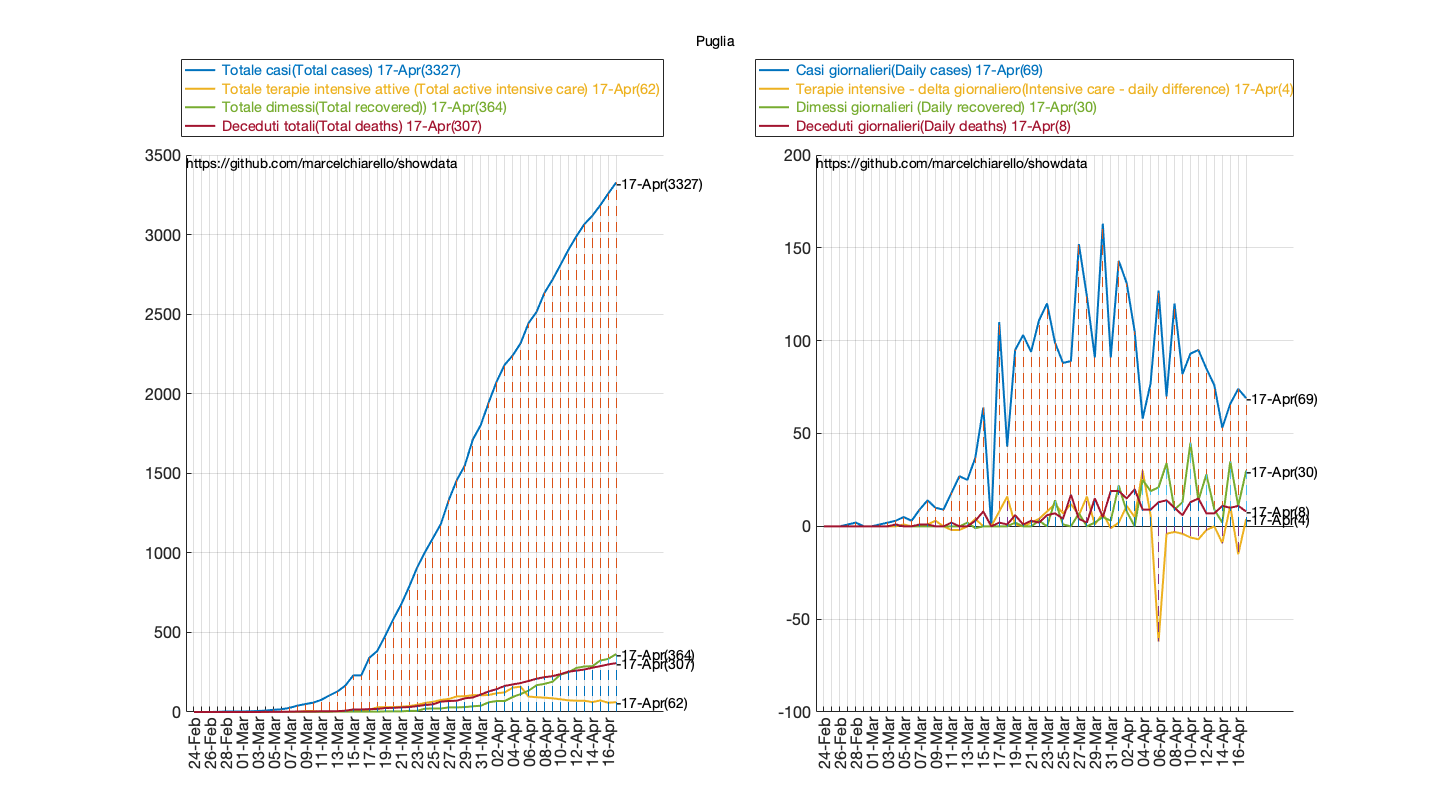 Puglia
Totale casi(Total cases) 17-Apr(3327)
Totale terapie intensive attive (Total active intensive care) 17-Apr(62)
Totale dimessi(Total recovered)) 17-Apr(364)
Deceduti totali(Total deaths) 17-Apr(307)
https://github.com/marcelchiarello/showdata
3500
3000
2500
2000
1500
1000
500
0
-17-Apr(3327)
-17-Apr(364)
-17-Apr(307)
-17-Apr(62)
24-Feb
26-Feb
28-Feb
01-Mar
03-Mar
05-Mar
07-Mar
09-Mar
11-Mar
13-Mar
15-Mar
17-Mar
19-Mar
21-Mar
23-Mar
25-Mar
27-Mar
29-Mar
31-Mar
02-Apr
04-Apr
06-Apr
08-Apr
10-Apr
12-Apr
14-Apr
16-Apr
Casi giornalieri(Daily cases) 17-Apr(69)
Terapie intensive - delta giornaliero(Intensive care - daily difference) 17-Apr(4)
Dimessi giornalieri (Daily recovered) 17-Apr(30)
Deceduti giornalieri(Daily deaths) 17-Apr(8)
https://github.com/marcelchiarello/showdata
200
150
100
50
0
-50
-100
-17-Apr(69)
-17-Apr(30)
-17-Apr(8)
-17-Apr(4)
24-Feb
26-Feb
28-Feb
01-Mar
03-Mar
05-Mar
07-Mar
09-Mar
11-Mar
13-Mar
15-Mar
17-Mar
19-Mar
21-Mar
23-Mar
25-Mar
27-Mar
29-Mar
31-Mar
02-Apr
04-Apr
06-Apr
08-Apr
10-Apr
12-Apr
14-Apr
16-Apr